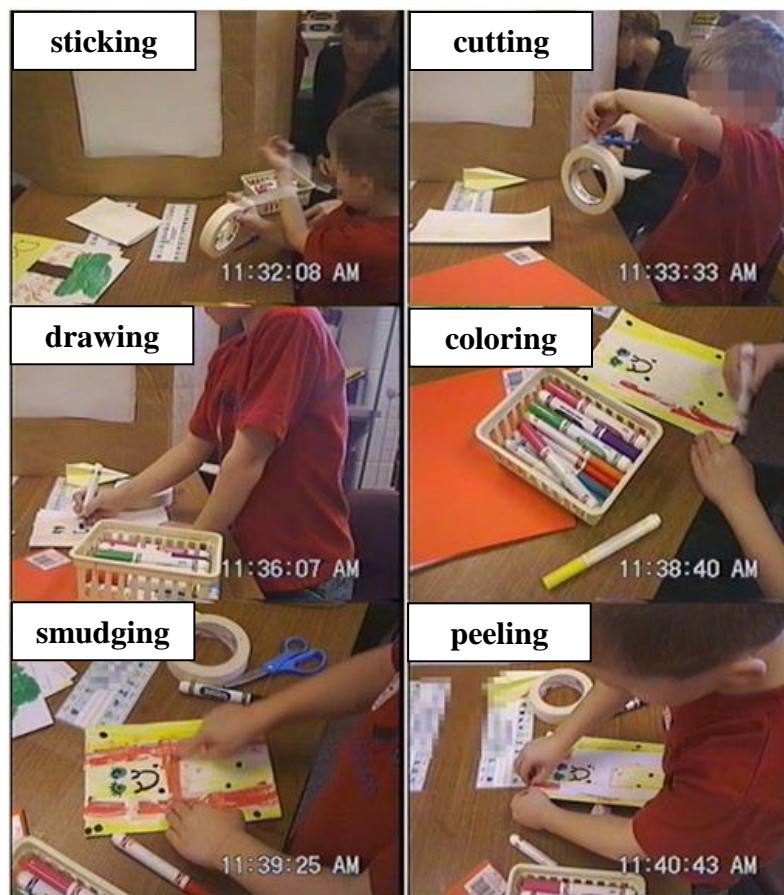 sticking
cutting
11:32:08 AM
11:33:33 AM
drawing
coloring
11:36:07 AM
11:38:40 AM
smudging
peeling
11:39:25 AM
11:40:43 AM